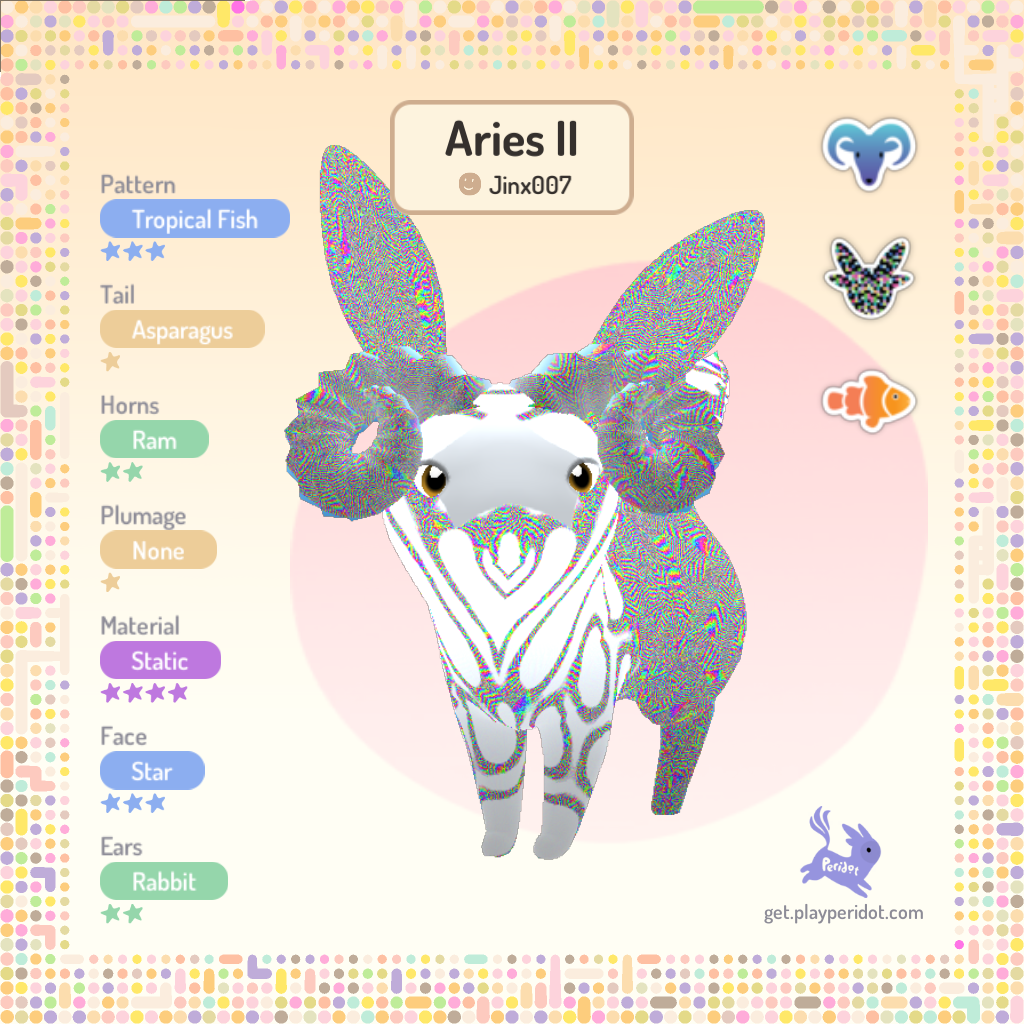 Aries II
Jinx007
Pattern
Tropical Fish
Tail
Asparagus
Horns
Ram
Plumage
None
Material
Static
Face
Star
Ears
Rabbit
Peridot
get.playperidot.com